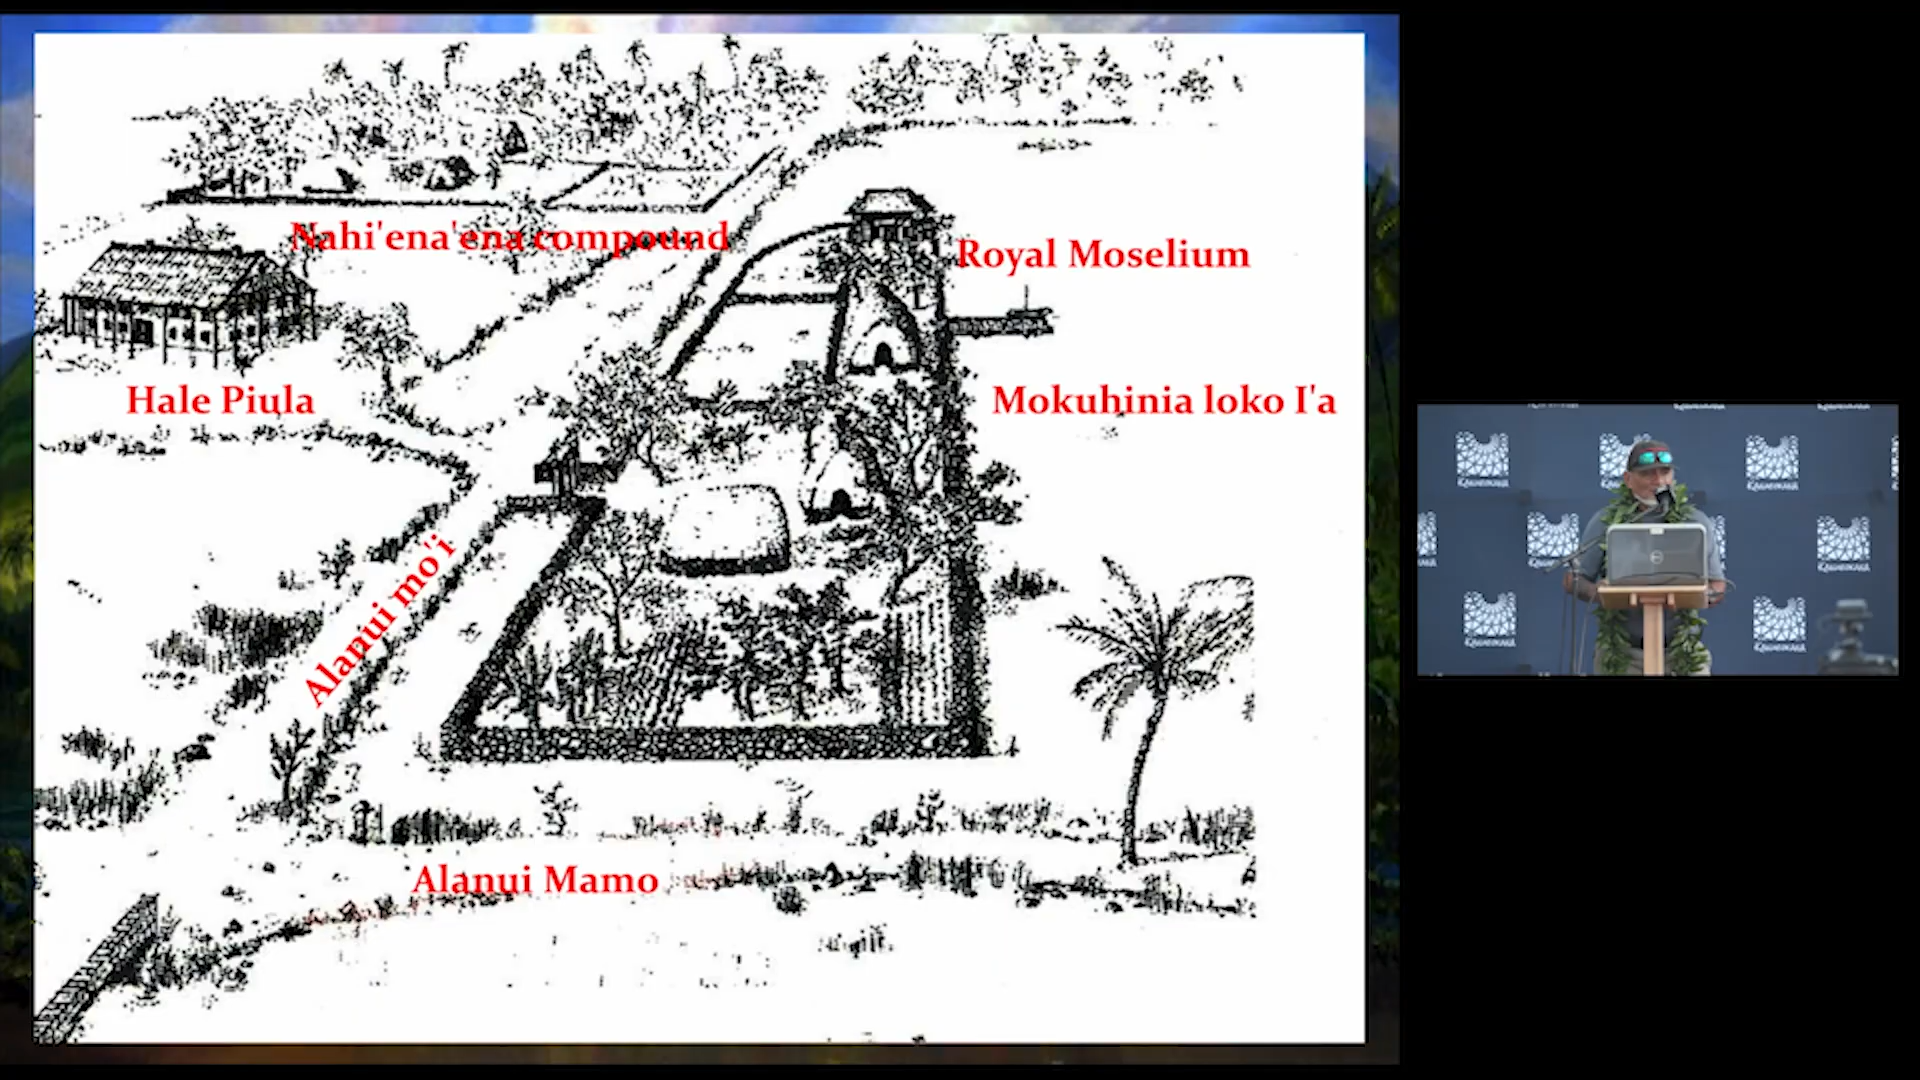 Nahi'ena'ena compound
Royal Moselium
Hale Piula
Mokuhinia loko I'a
Alanui mo'i
Alanui Mamo